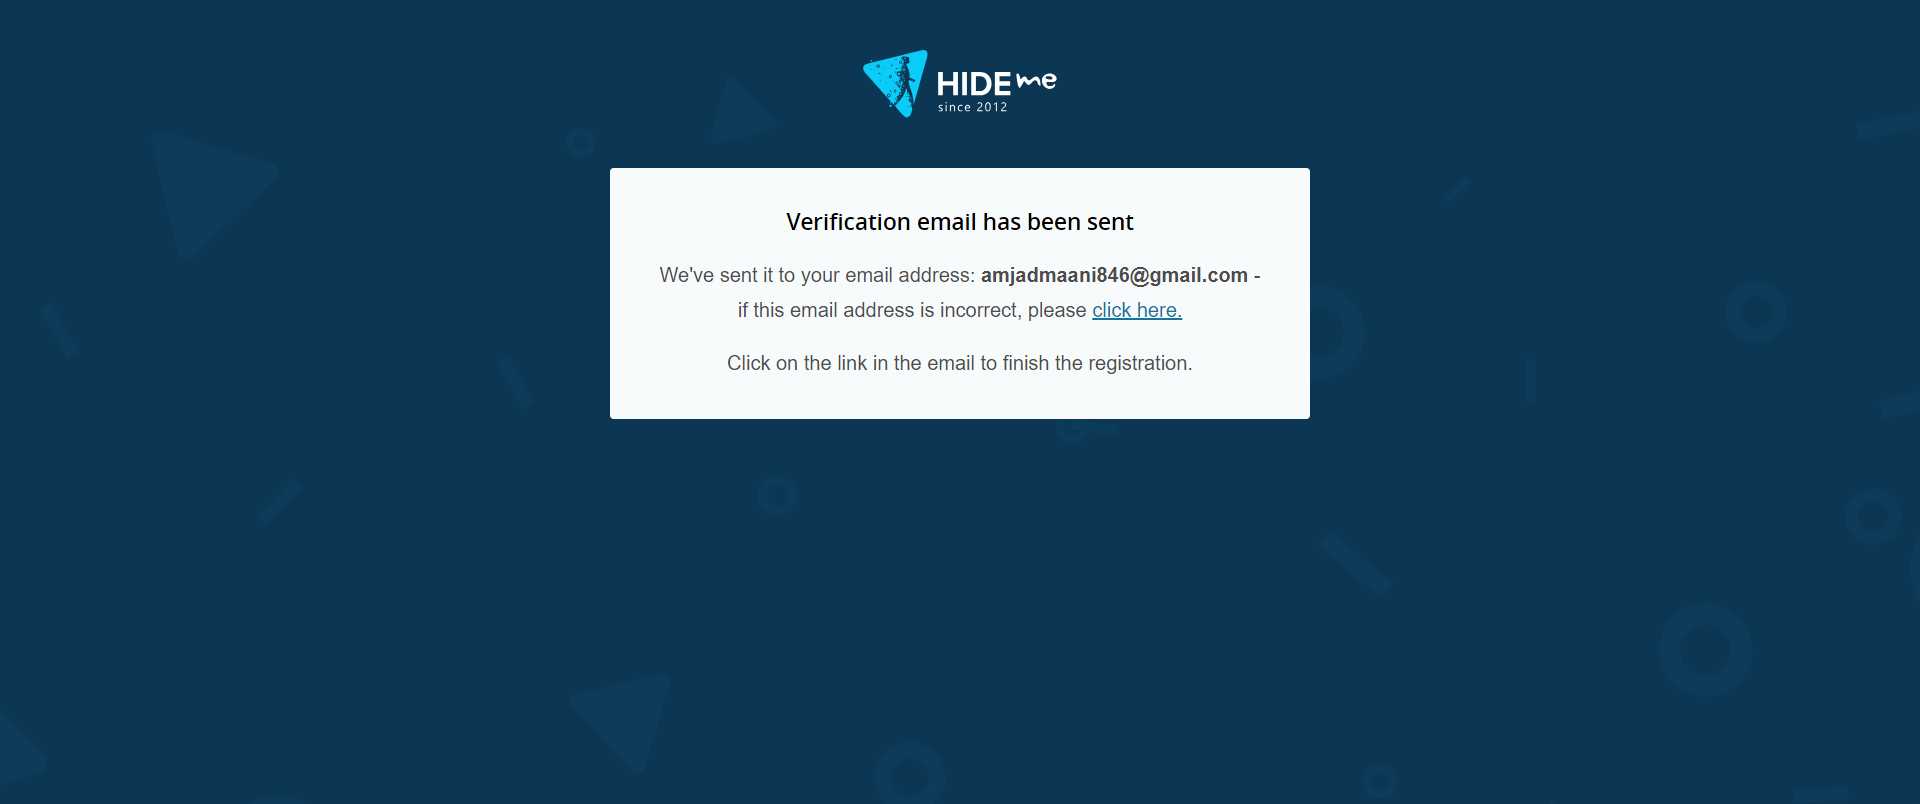 HIDE me
since 2012
Verification email has been sent
We've sent it to your email address: amjadmaani846@gmail.com -
if this email address is incorrect, please click here.
Click on the link in the email to finish the registration.